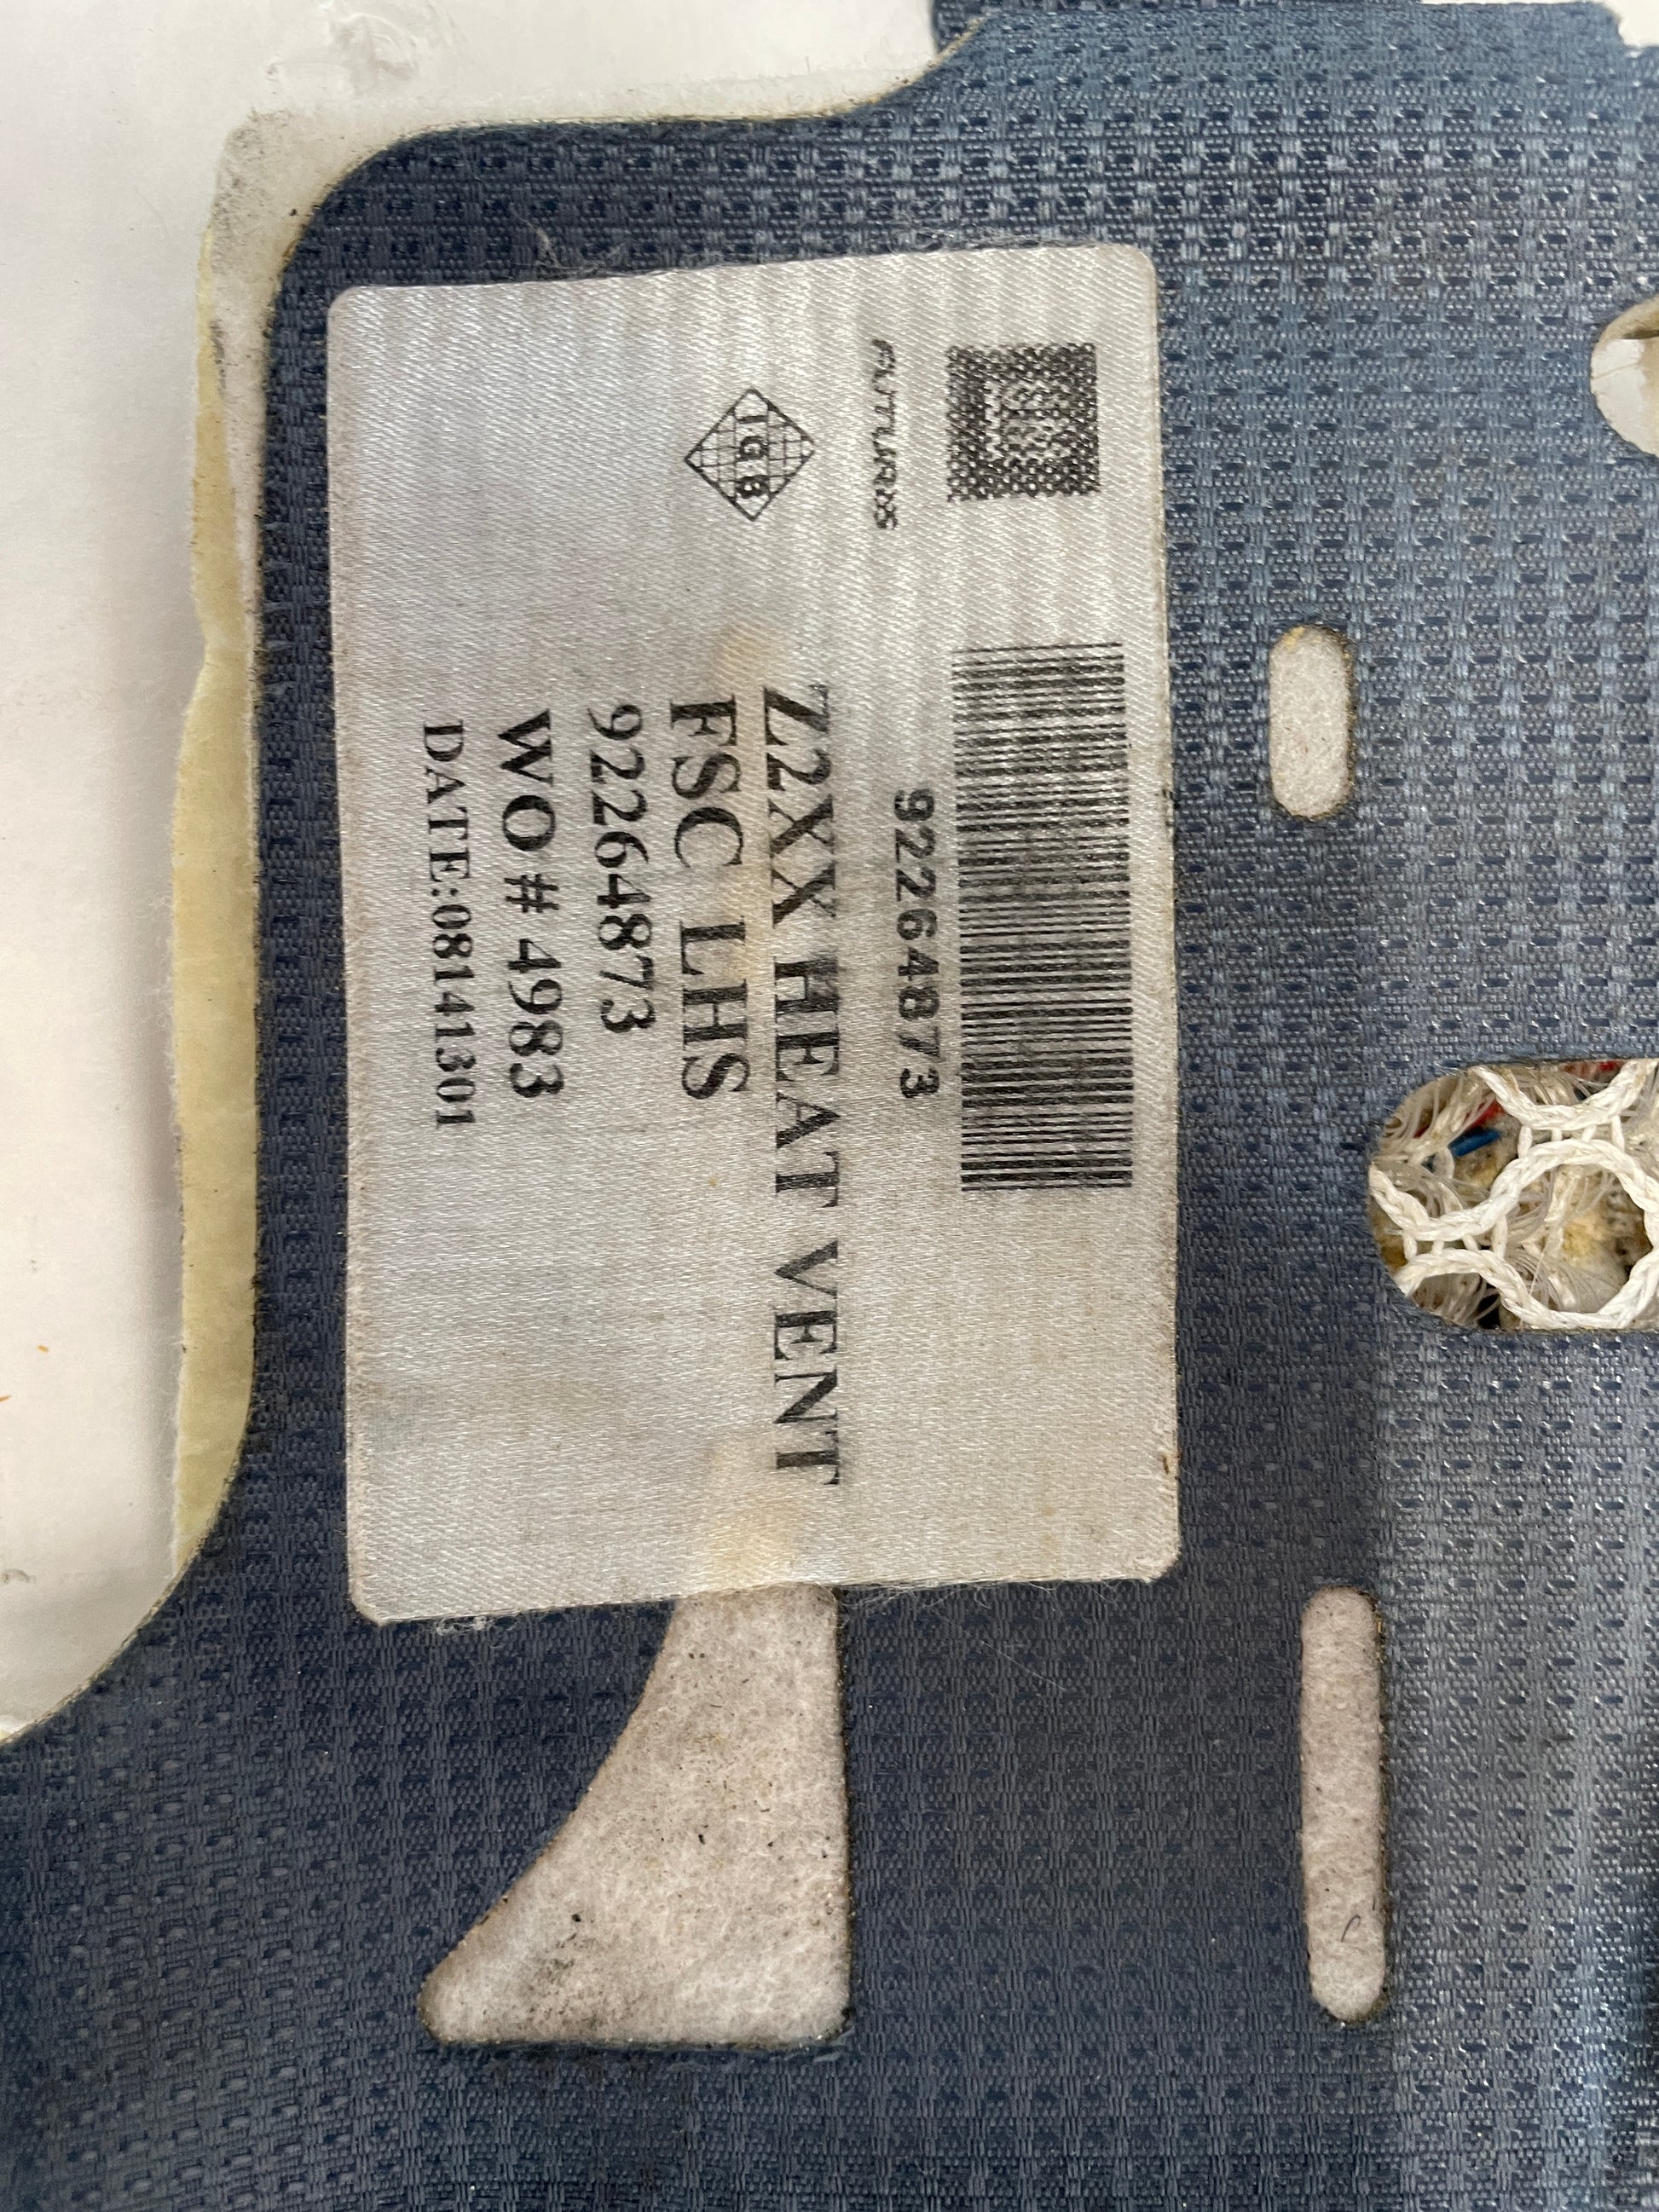 FUTURIS
IGB
92264873
Z2XX HEAT VENT
FSC LHS
92264873
WO# 4983
DATE:08141301